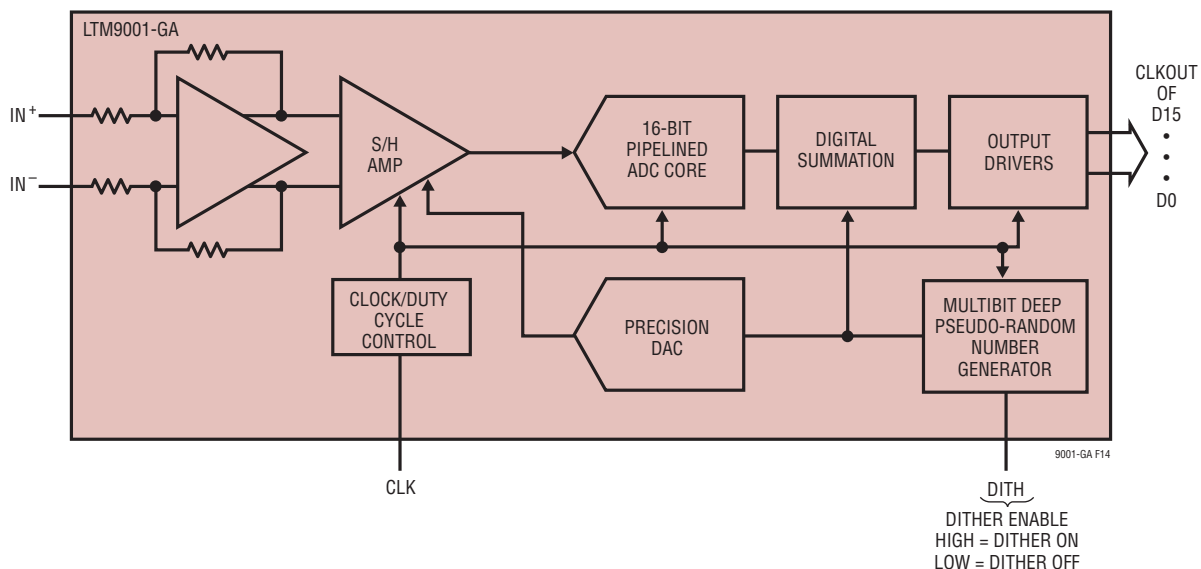 LTM9001-GA
IN+
IN−
S/H
AMP
16-BIT
PIPELINED
ADC CORE
DIGITAL
SUMMATION
OUTPUT
DRIVERS
CLKOUT
OF
D15
•
•
•
D0
CLOCK/DUTY
CYCLE
CONTROL
PRECISION
DAC
MULTIBIT DEEP
PSEUDO-RANDOM
NUMBER
GENERATOR
9001-GA F14
CLK
DITH
DITHER ENABLE
HIGH = DITHER ON
LOW = DITHER OFF